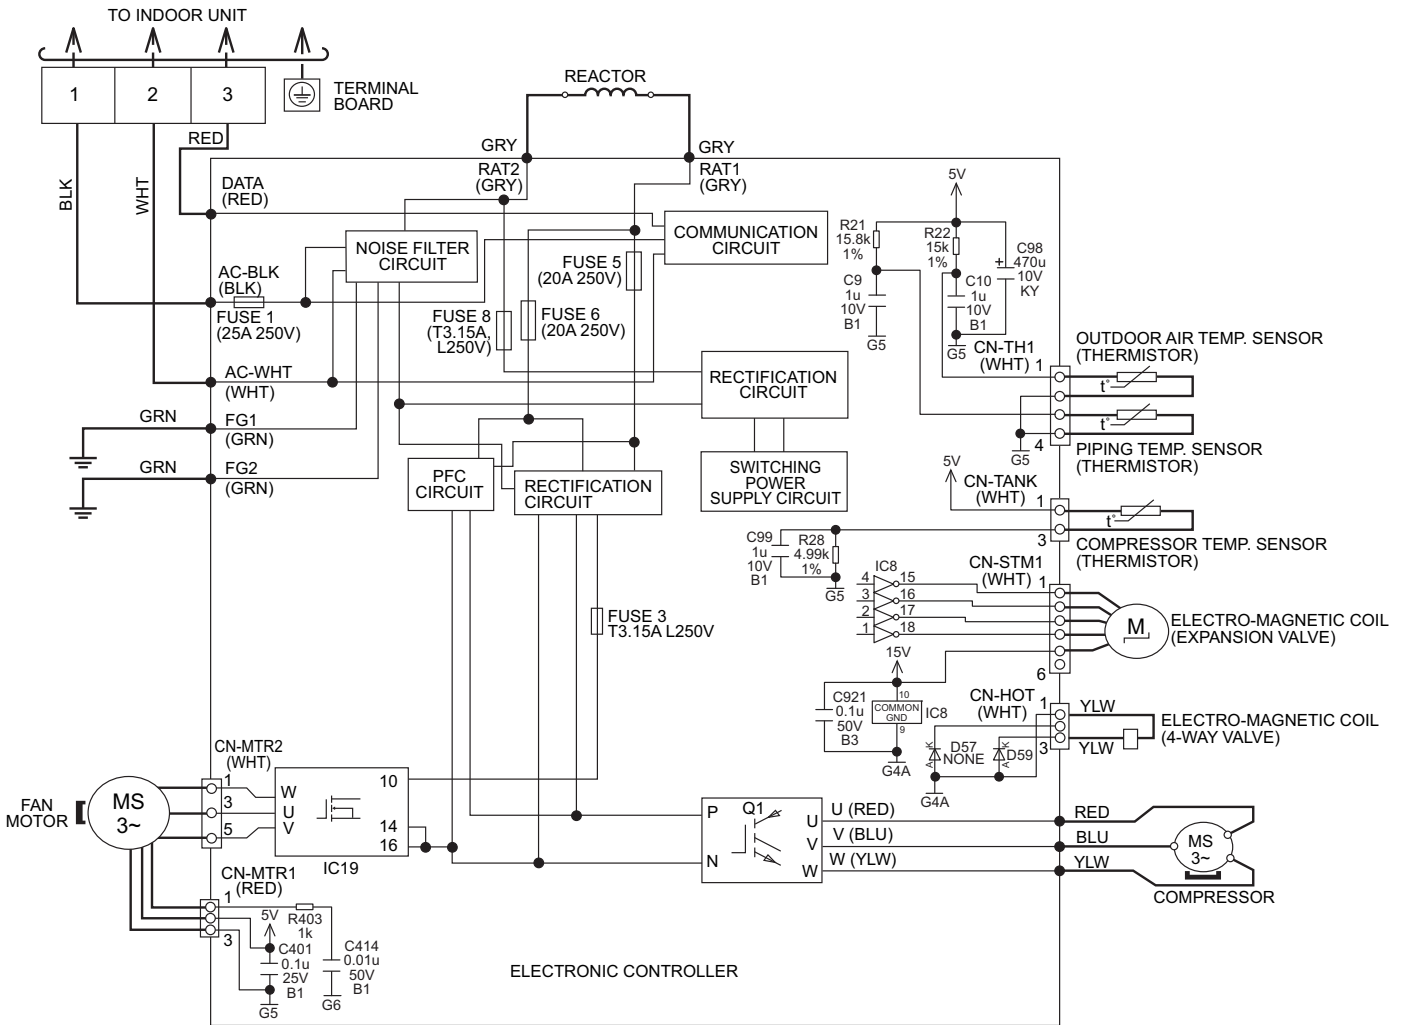 TO INDOOR UNIT
1
2
3
TERMINAL
BOARD
REACTOR
RED
GRY
GRY
BLK
WHT
DATA
(RED)
RAT2
(GRY)
RAT1
(GRY)
NOISE FILTER
CIRCUIT
COMMUNICATION
CIRCUIT
AC-BLK
(BLK)
FUSE 1
(25A 250V)
FUSE 5
(20A 250V)
FUSE 8
(T3.15A,
L250V)
FUSE 6
(20A 250V)
AC-WHT
(WHT)
RECTIFICATION
CIRCUIT
GRN
FG1
(GRN)
GRN
FG2
(GRN)
PFC
CIRCUIT
RECTIFICATION
CIRCUIT
SWITCHING
POWER
SUPPLY CIRCUIT
FUSE 3
T3.15A L250V
5V
R21
15.8k
1%
R22
15k
1%
+
C98
470u
10V
KY
C9
1u
10V
B1
G5
C10
1u
10V
B1
G5
CN-TH1
(WHT)
1
4
G5
OUTDOOR AIR TEMP. SENSOR
(THERMISTOR)
t°
t°
PIPING TEMP. SENSOR
(THERMISTOR)
5V
CN-TANK
(WHT)
1
3
t°
COMPRESSOR TEMP. SENSOR
(THERMISTOR)
C99
1u
10V
B1
R28
4.99k
1%
G5
IC8
4
15
3
16
2
17
1
18
CN-STM1
(WHT)
1
6
M
ELECTRO-MAGNETIC COIL
(EXPANSION VALVE)
15V
C921
0.1u
50V
B3
10
COMMON
GND
9
IC8
G4A
CN-HOT
(WHT)
1
3
YLW
YLW
ELECTRO-MAGNETIC COIL
(4-WAY VALVE)
K
A
D57
NONE
K
A
D59
G4A
CN-MTR2
(WHT)
1
3
5
FAN
MOTOR
MS
3~
W
U
V
10
14
16
IC19
P
N
Q1
U
V
W
U (RED)
V (BLU)
W (YLW)
RED
BLU
YLW
MS
3~
COMPRESSOR
CN-MTR1
(RED)
1
3
5V
R403
1k
C401
0.1u
25V
B1
G5
C414
0.01u
50V
B1
G6
ELECTRONIC CONTROLLER